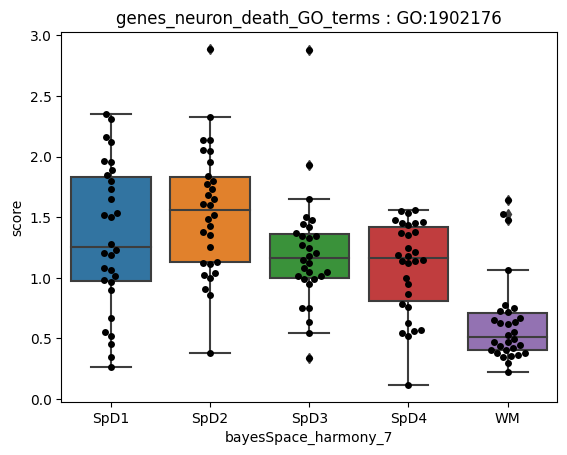 genes_neuron_death_GO_terms : GO:1902176
3.0
2.5
2.0
1.5
1.0
0.5
0.0
score
SpD1 SpD2 SpD3 SpD4 WM
bayesSpace_harmony_7